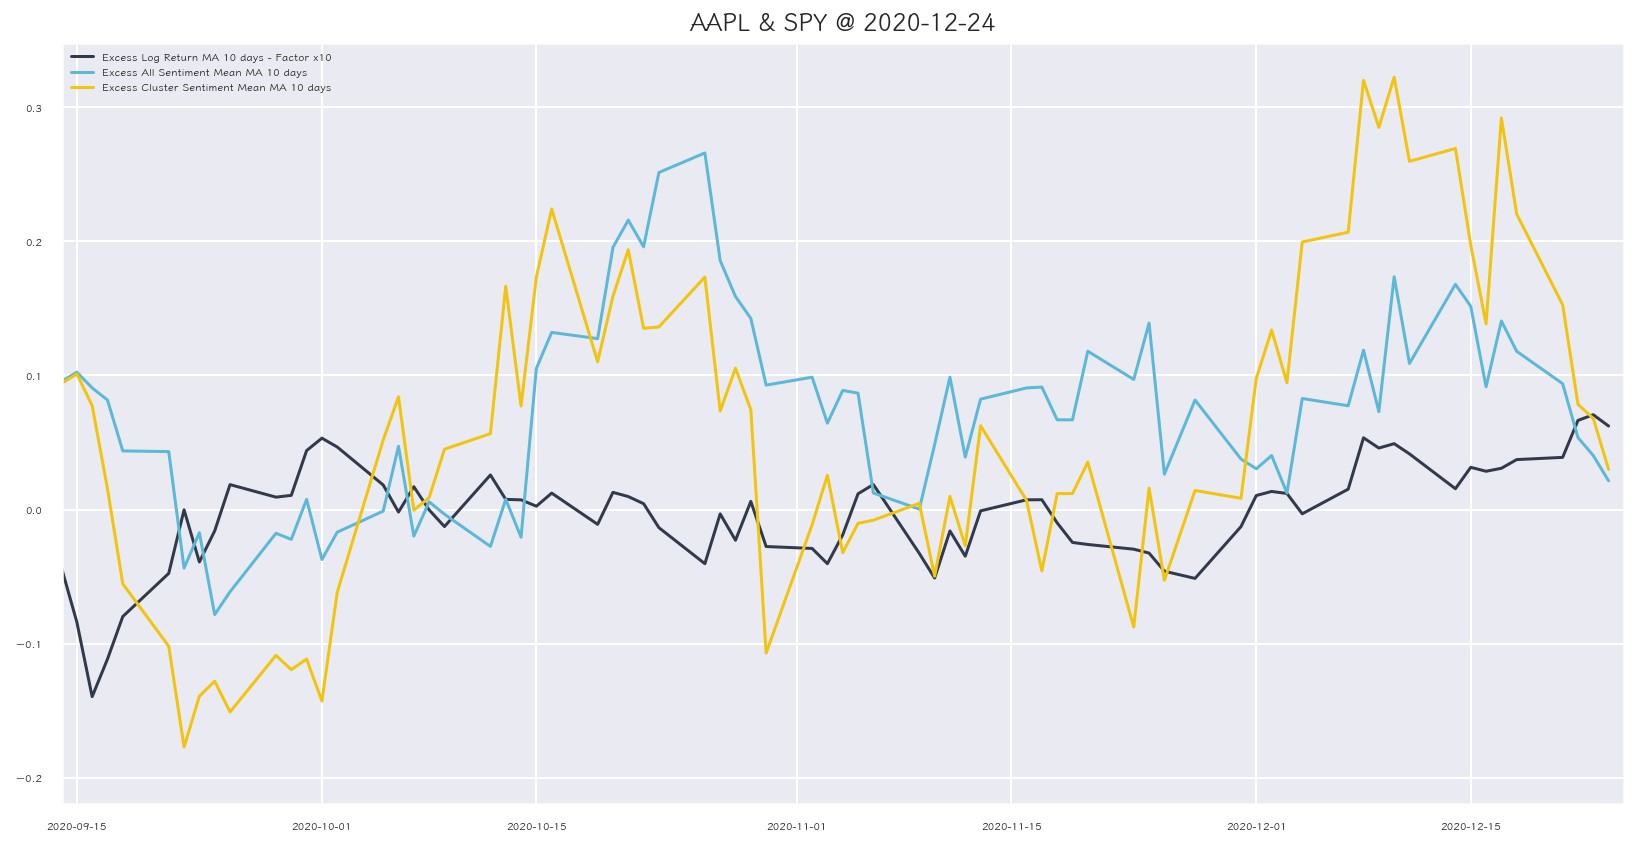 AAPL & SPY @ 2020-12-24
Excess Log Return MA 10 days - Factor x10
Excess All Sentiment Mean MA 10 days
Excess Cluster Sentiment Mean MA 10 days
0.3
0.2
0.1
0.0
−0.1
−0.2
2020-09-15 2020-10-01 2020-10-15 2020-11-01 2020-11-15 2020-12-01 2020-12-15